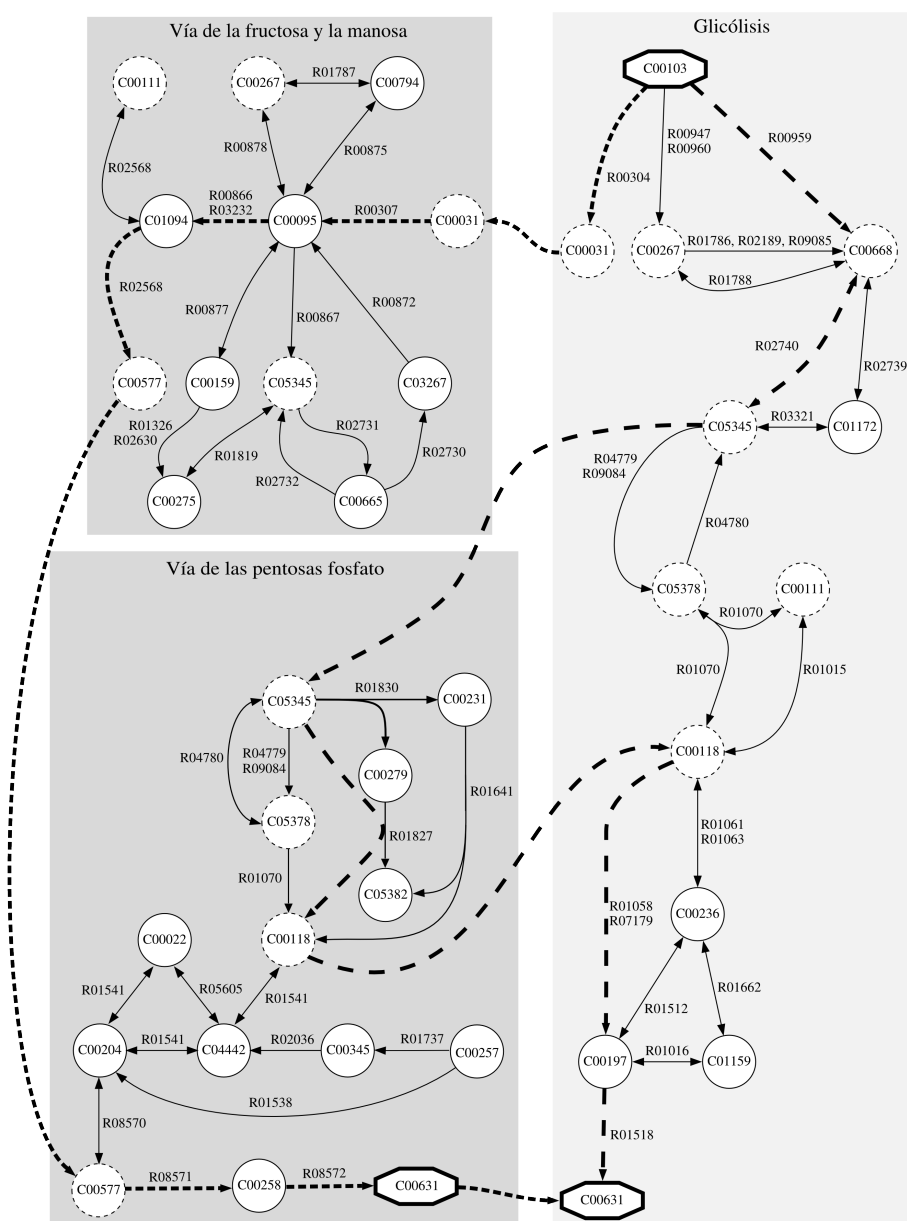 Vía de la fructosa y la manosa
C00111
C00267
R01787
C00794
R00878
R00875
R02568
R00866
R03232
C01094
C00095
R00307
C00031
R02568
R00877
R00867
R00872
C00577
C00159
C05345
C03267
R01326
R02630
R01819
R02731
R02732
R02730
C00275
C00665
Glicólisis
C00103
R00947
R00960
R00959
R00304
C00031
C00267
R01786, R02189, R09085
C00668
R01788
R02740
R02739
C05345
R03321
C01172
R04779
R09084
R04780
C05378
C00111
R01070
R01070
R01015
C00118
R01061
R01063
R01058
R07179
C00236
R01512
R01662
C00197
R01016
C01159
R01518
C00631
Vía de las pentosas fosfato
C05345
R01830
C00231
R04780
R04779
R09084
C00279
R01641
C05378
R01827
R01070
C05382
C00022
C00118
R01541
R05605
R01541
C00204
R01541
C04442
R02036
C00345
R01737
C00257
R01538
R08570
C00577
R08571
C00258
R08572
C00631